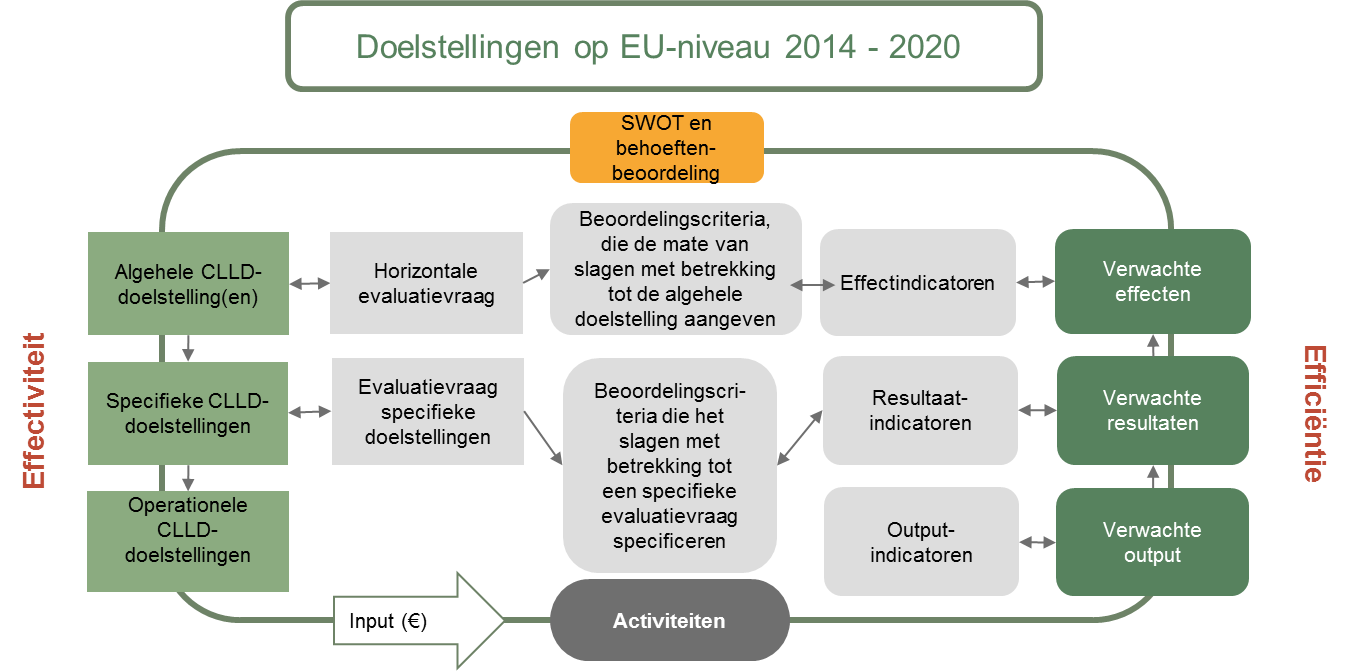 Doelstellingen op EU-niveau 2014 - 2020
SWOT en
behoeften-
beoordeling
Algehele CLLD-
doelstelling(en)
Horizontale
evaluatievraag
Beoordelingscriteria,
die de mate van
slagen met betrekking
tot de algehele
doelstelling aangeven
Effectindicatoren
Verwachte
effecten
Effectiviteit
Specifieke CLLD-
doelstellingen
Evaluatievraag
specifieke
doelstellingen
Beoordelingscri-
teria die het
slagen met
betrekking tot
een specifieke
evaluatievraag
specificeren
Resultaat-
indicatoren
Verwachte
resultaten
Efficiëntie
Operationele
CLLD-
doelstellingen
Output-
indicatoren
Verwachte
output
Input (€)
Activiteiten